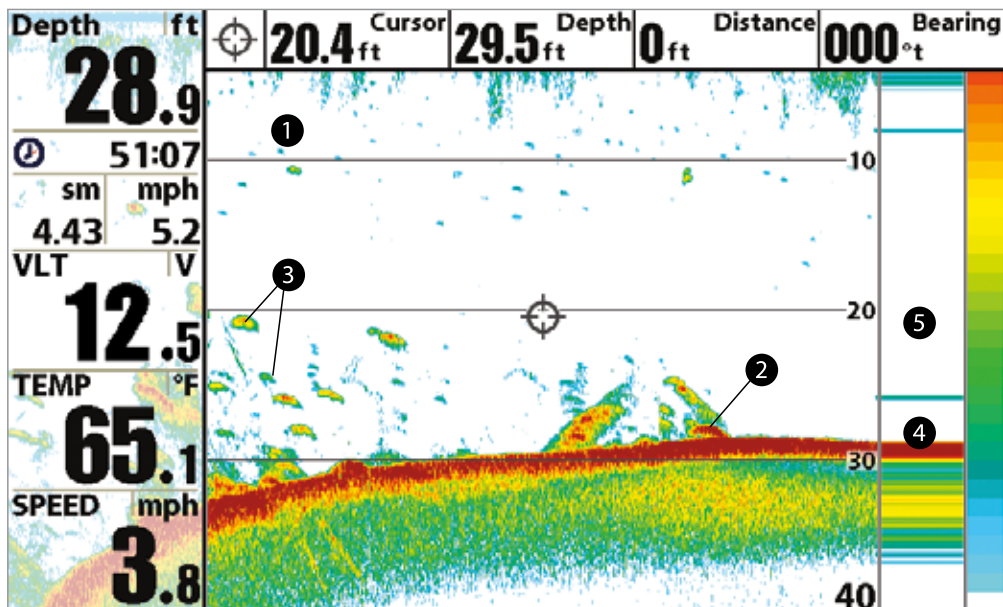 Depth ft
28.9
51:07
sm mph
4.43 5.2
VLT V
12.5
TEMP °F
65.1
SPEED mph
3.8
Cursor
20.4 ft
Depth
29.5 ft
Distance
0 ft
Bearing
000 °t
1
10
3
20
5
2
4
30
40